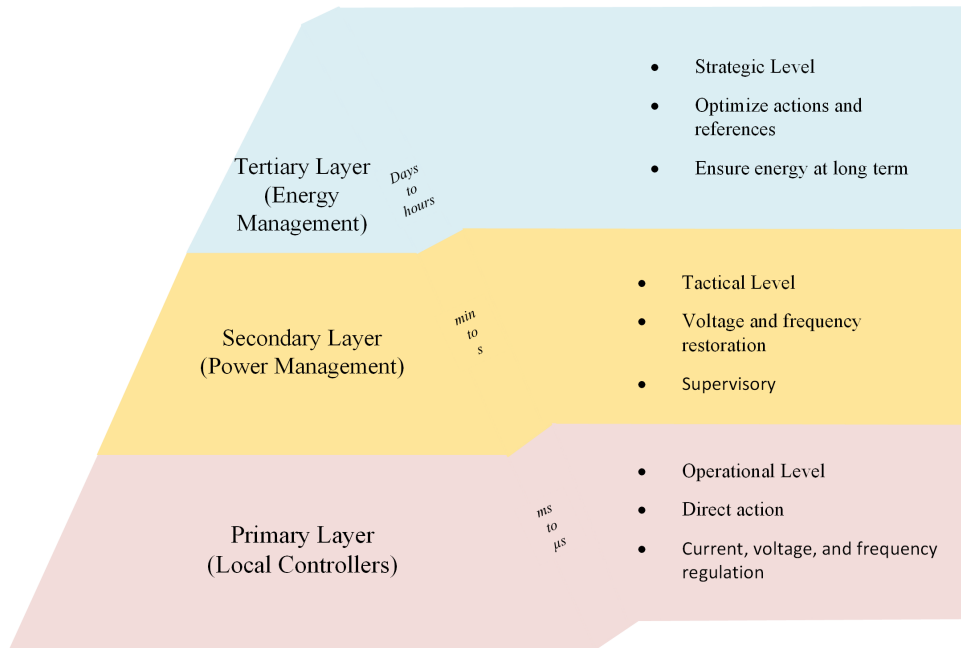 Tertiary Layer
(Energy
Management)
Days
to
hours
• Strategic Level
• Optimize actions and
references
• Ensure energy at long term
Secondary Layer
(Power Management)
min
to
s
• Tactical Level
• Voltage and frequency
restoration
• Supervisory
Primary Layer
(Local Controllers)
ms
to
µs
• Operational Level
• Direct action
• Current, voltage, and frequency
regulation